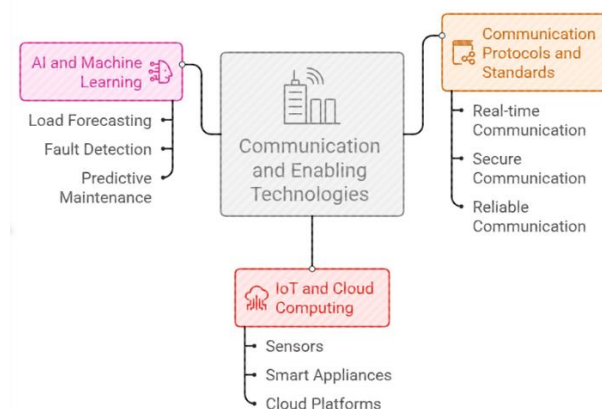 AI and Machine
Learning
Load Forecasting
Fault Detection
Predictive
Maintenance
Communication
and Enabling
Technologies
Communication
Protocols and
Standards
Real-time
Communication
Secure
Communication
Reliable
Communication
IoT and Cloud
Computing
Sensors
Smart Appliances
Cloud Platforms